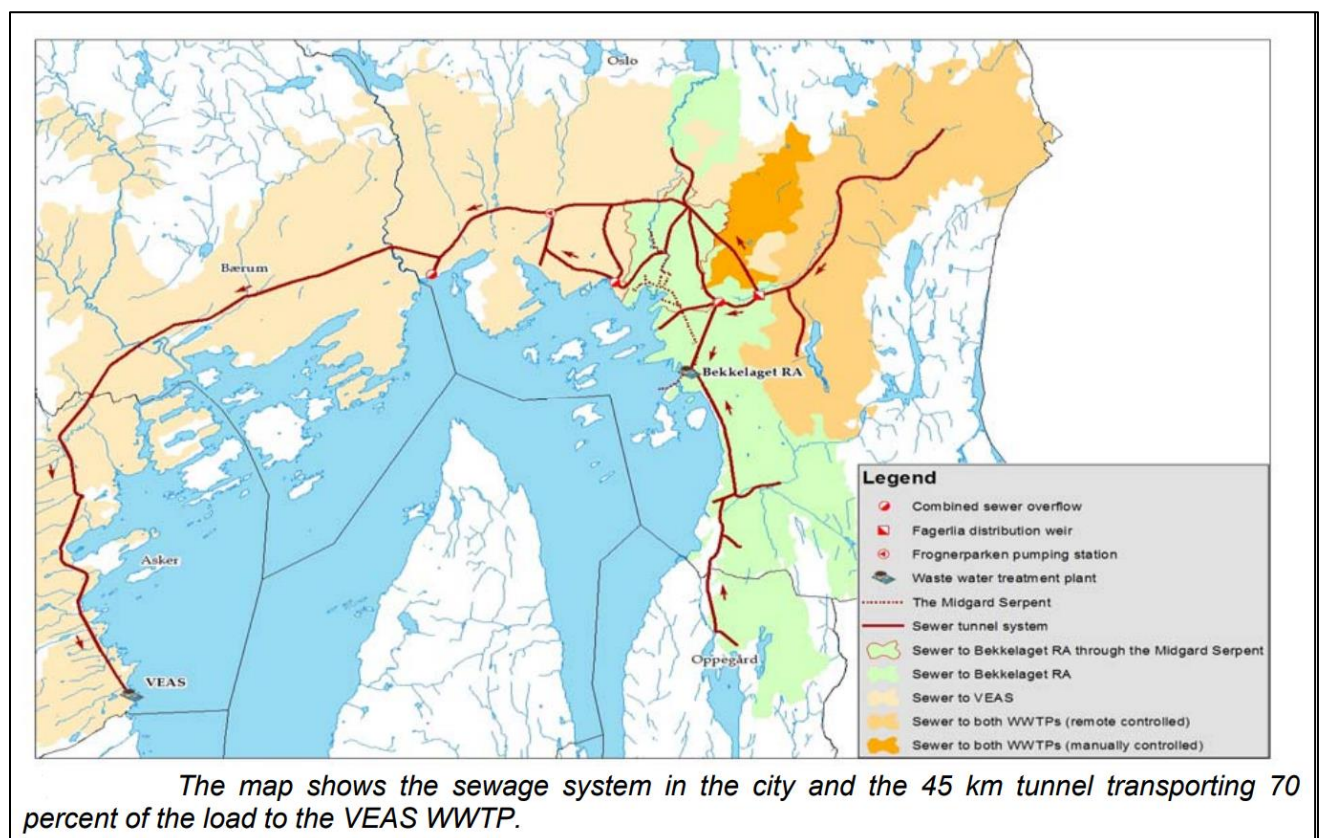 Oslo
Bærum
Bekkelaget RA
Asker
Oppegård
VEAS
Legend
Combined sewer overflow
Fagerlia distribution weir
Frognerparken pumping station
Waste water treatment plant
The Midgard Serpent
Sewer tunnel system
Sewer to Bekkelaget RA through the Midgard Serpent
Sewer to Bekkelaget RA
Sewer to VEAS
Sewer to both WWTPs (remote controlled)
Sewer to both WWTPs (manually controlled)
The map shows the sewage system in the city and the 45 km tunnel transporting 70
percent of the load to the VEAS WWTP.